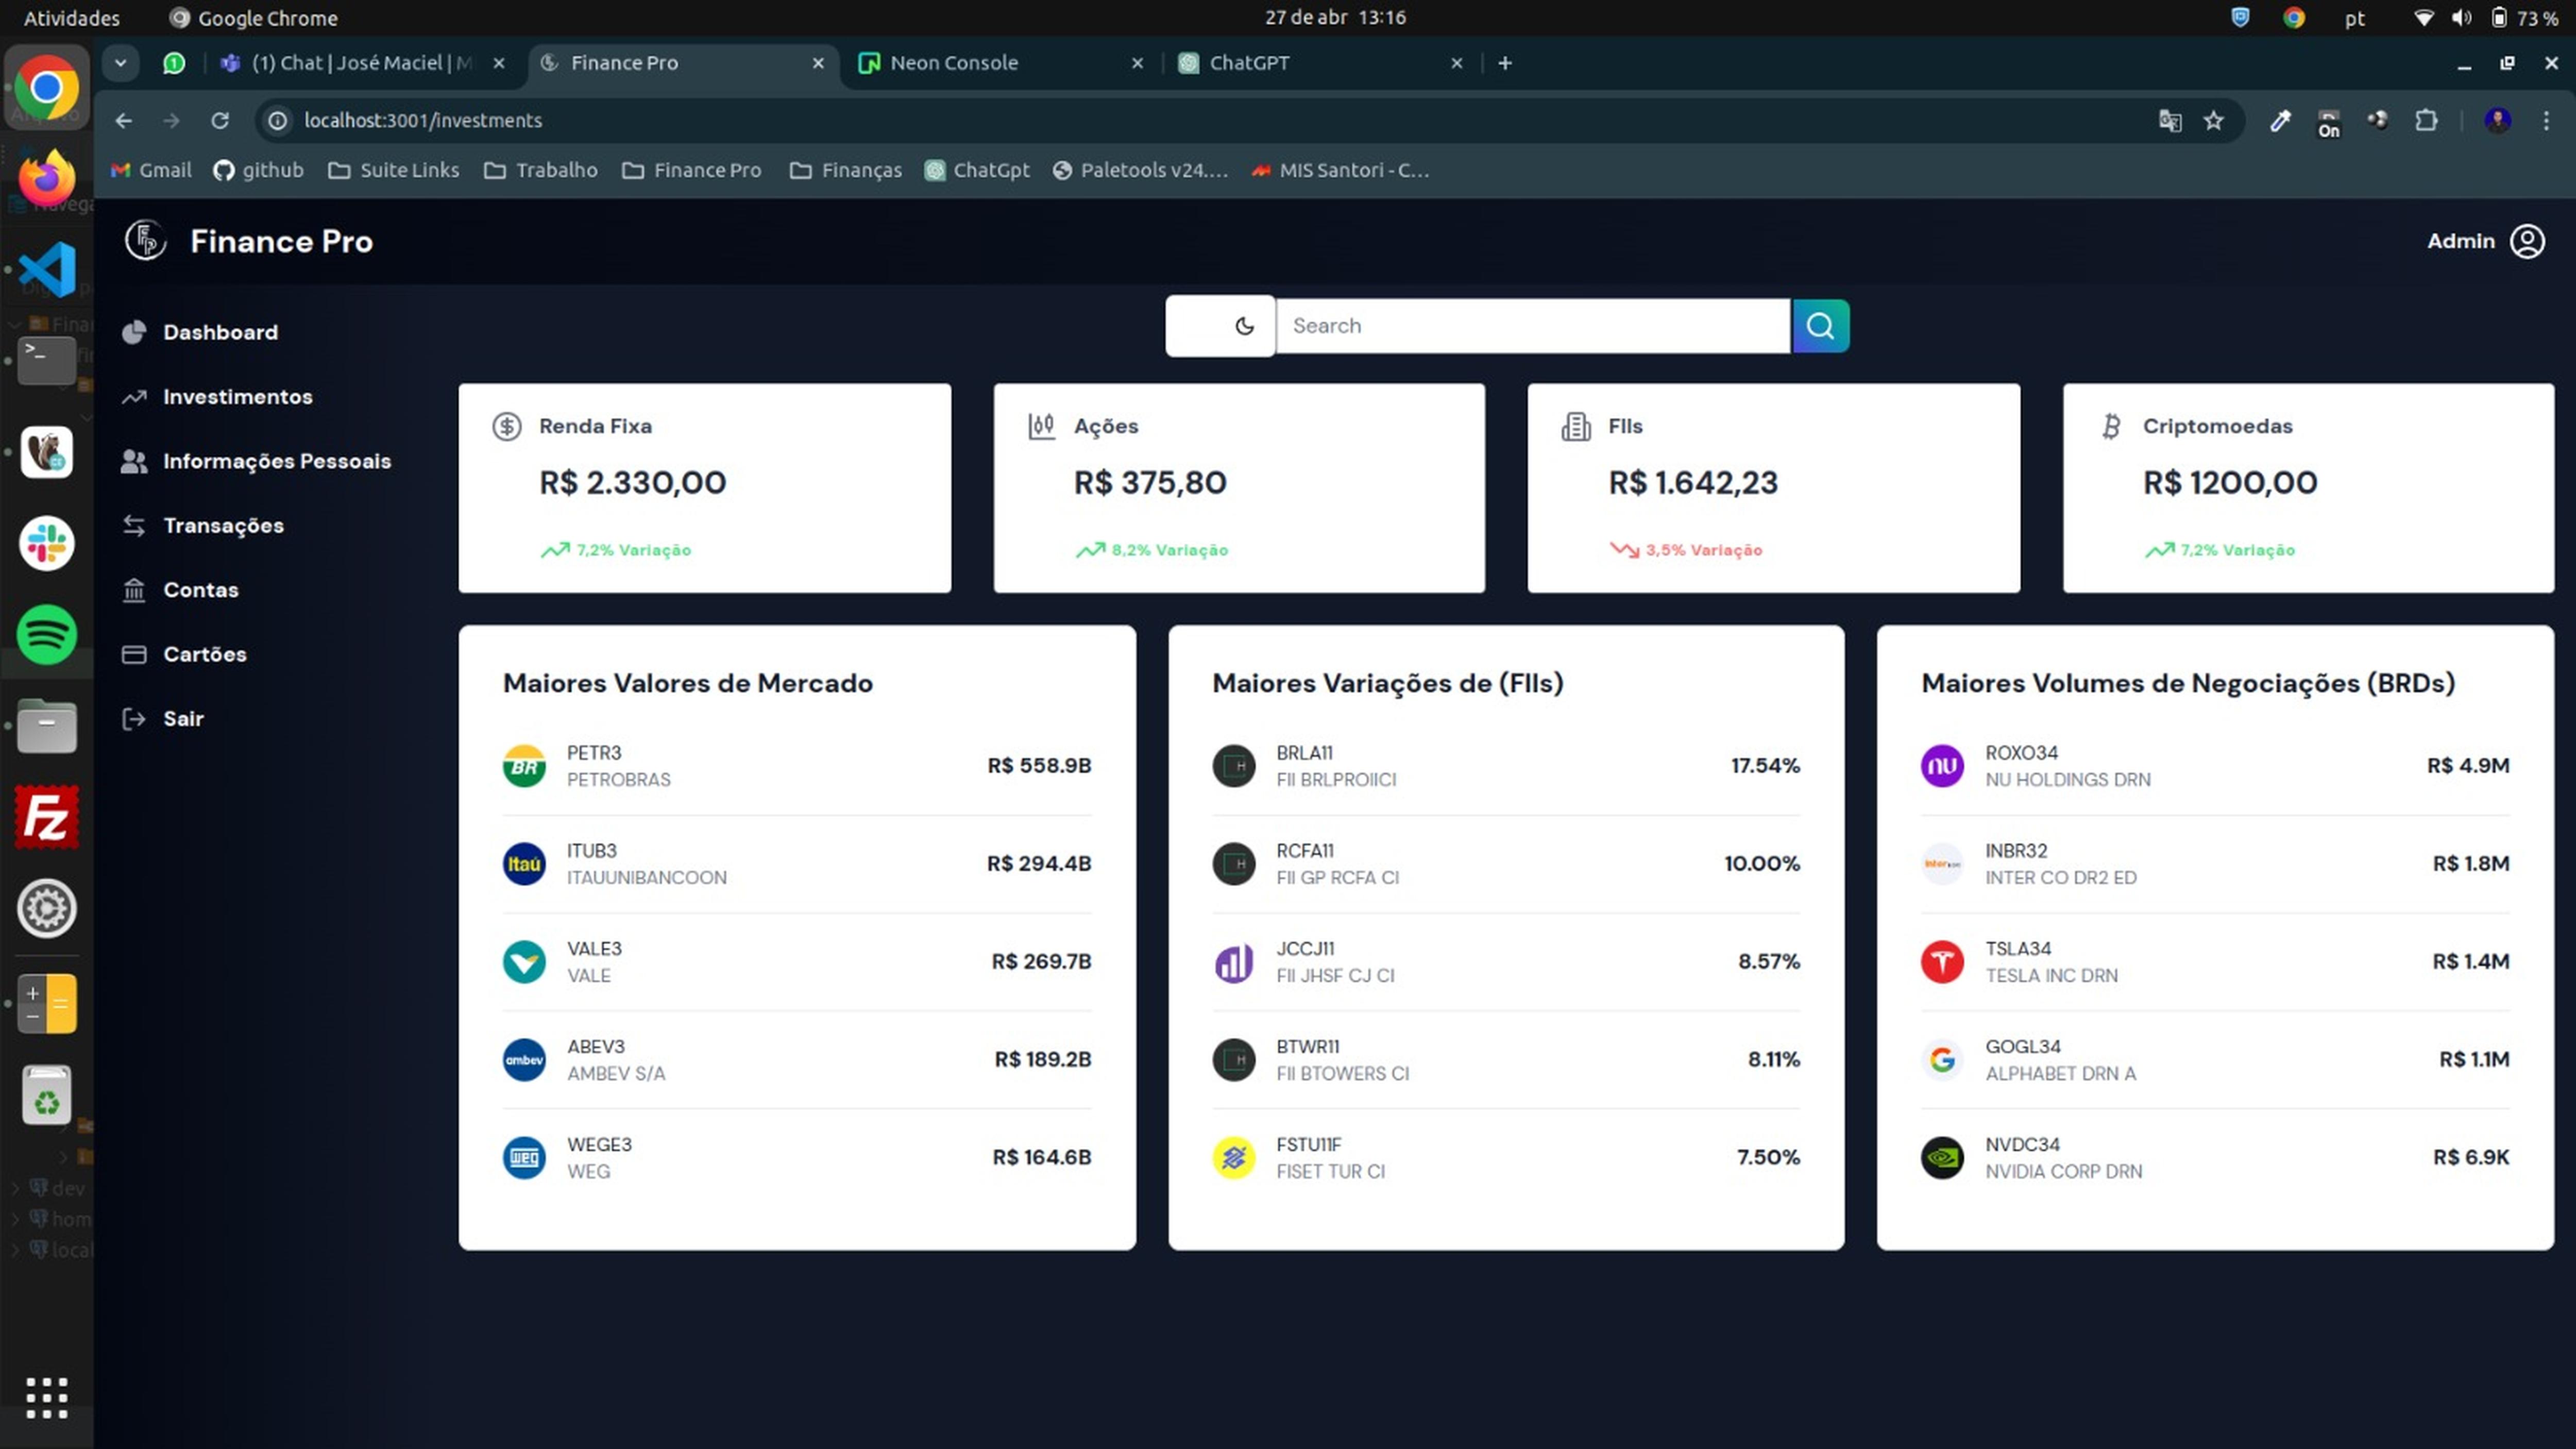 Atividades
Google Chrome
27 de abr 13:16
pt
73 %
(1) Chat | José Maciel | M
Finance Pro
Neon Console
ChatGPT
localhost:3001/investments
On
Gmail
github
Suite Links
Trabalho
Finance Pro
Finanças
ChatGpt
Paletools v24....
MIS Santori - C...
Finance Pro
Admin
Dashboard
Investimentos
Informações Pessoais
Transações
Contas
Cartões
Sair
Search
Renda Fixa
R$ 2.330,00
7,2% Variação
Ações
R$ 375,80
8,2% Variação
FIIs
R$ 1.642,23
3,5% Variação
Criptomoedas
R$ 1200,00
7,2% Variação
Maiores Valores de Mercado
PETR3
PETROBRAS
R$ 558.9B
ITUB3
ITAUUNIBANCOON
R$ 294.4B
VALE3
VALE
R$ 269.7B
ABEV3
AMBEV S/A
R$ 189.2B
WEGE3
WEG
R$ 164.6B
Maiores Variações de (FIIs)
BRLA11
FII BRLPROIICI
17.54%
RCFA11
FII GP RCFA CI
10.00%
JCCJ11
FII JHSF CJ CI
8.57%
BTWR11
FII BTOWERS CI
8.11%
FSTU11F
FISET TUR CI
7.50%
Maiores Volumes de Negociações (BRDs)
ROXO34
NU HOLDINGS DRN
R$ 4.9M
INBR32
INTER CO DR2 ED
R$ 1.8M
TSLA34
TESLA INC DRN
R$ 1.4M
GOGL34
ALPHABET DRN A
R$ 1.1M
NVDC34
NVIDIA CORP DRN
R$ 6.9K
BR
Itaú
ambev
weg
nu
inter
dev
hom
local